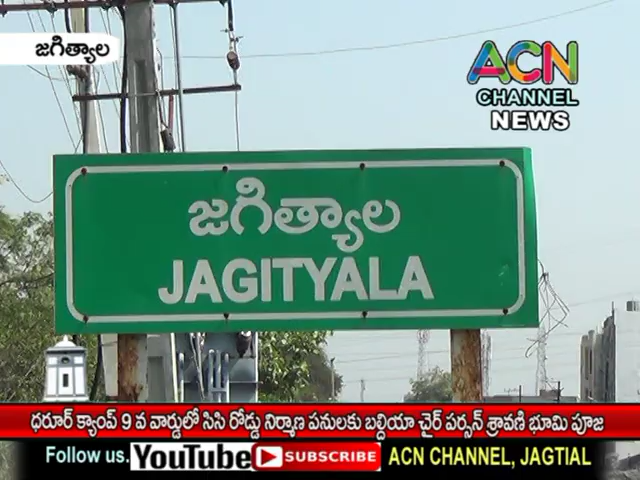 జగిత్యాల
ACN
CHANNEL
NEWS
జగిత్యాల
JAGITYALA
ధరూర్ క్యాంప్ 9 వ వార్డులో సిసి రోడ్డు నిర్మాణ పనులకు బల్దియా చైర్ పర్సన్ శ్రావణి భూమి పూజ
Follow us. YouTube SUBSCRIBE ACN CHANNEL, JAGTIAL